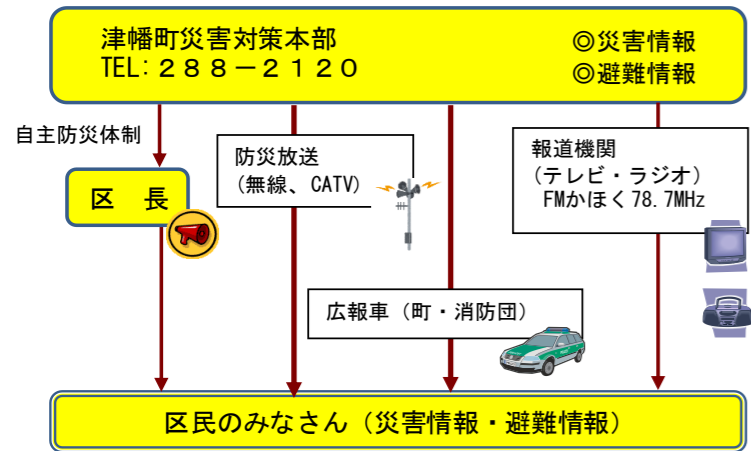 津幡町災害対策本部
TEL:２８８－２１２０
◎災害情報
◎避難情報
自主防災体制
区　長
防災放送
(無線、CATV)
報道機関
(テレビ・ラジオ)
FMかほく78.7MHz
広報車（町・消防団）
区民のみなさん（災害情報・避難情報）